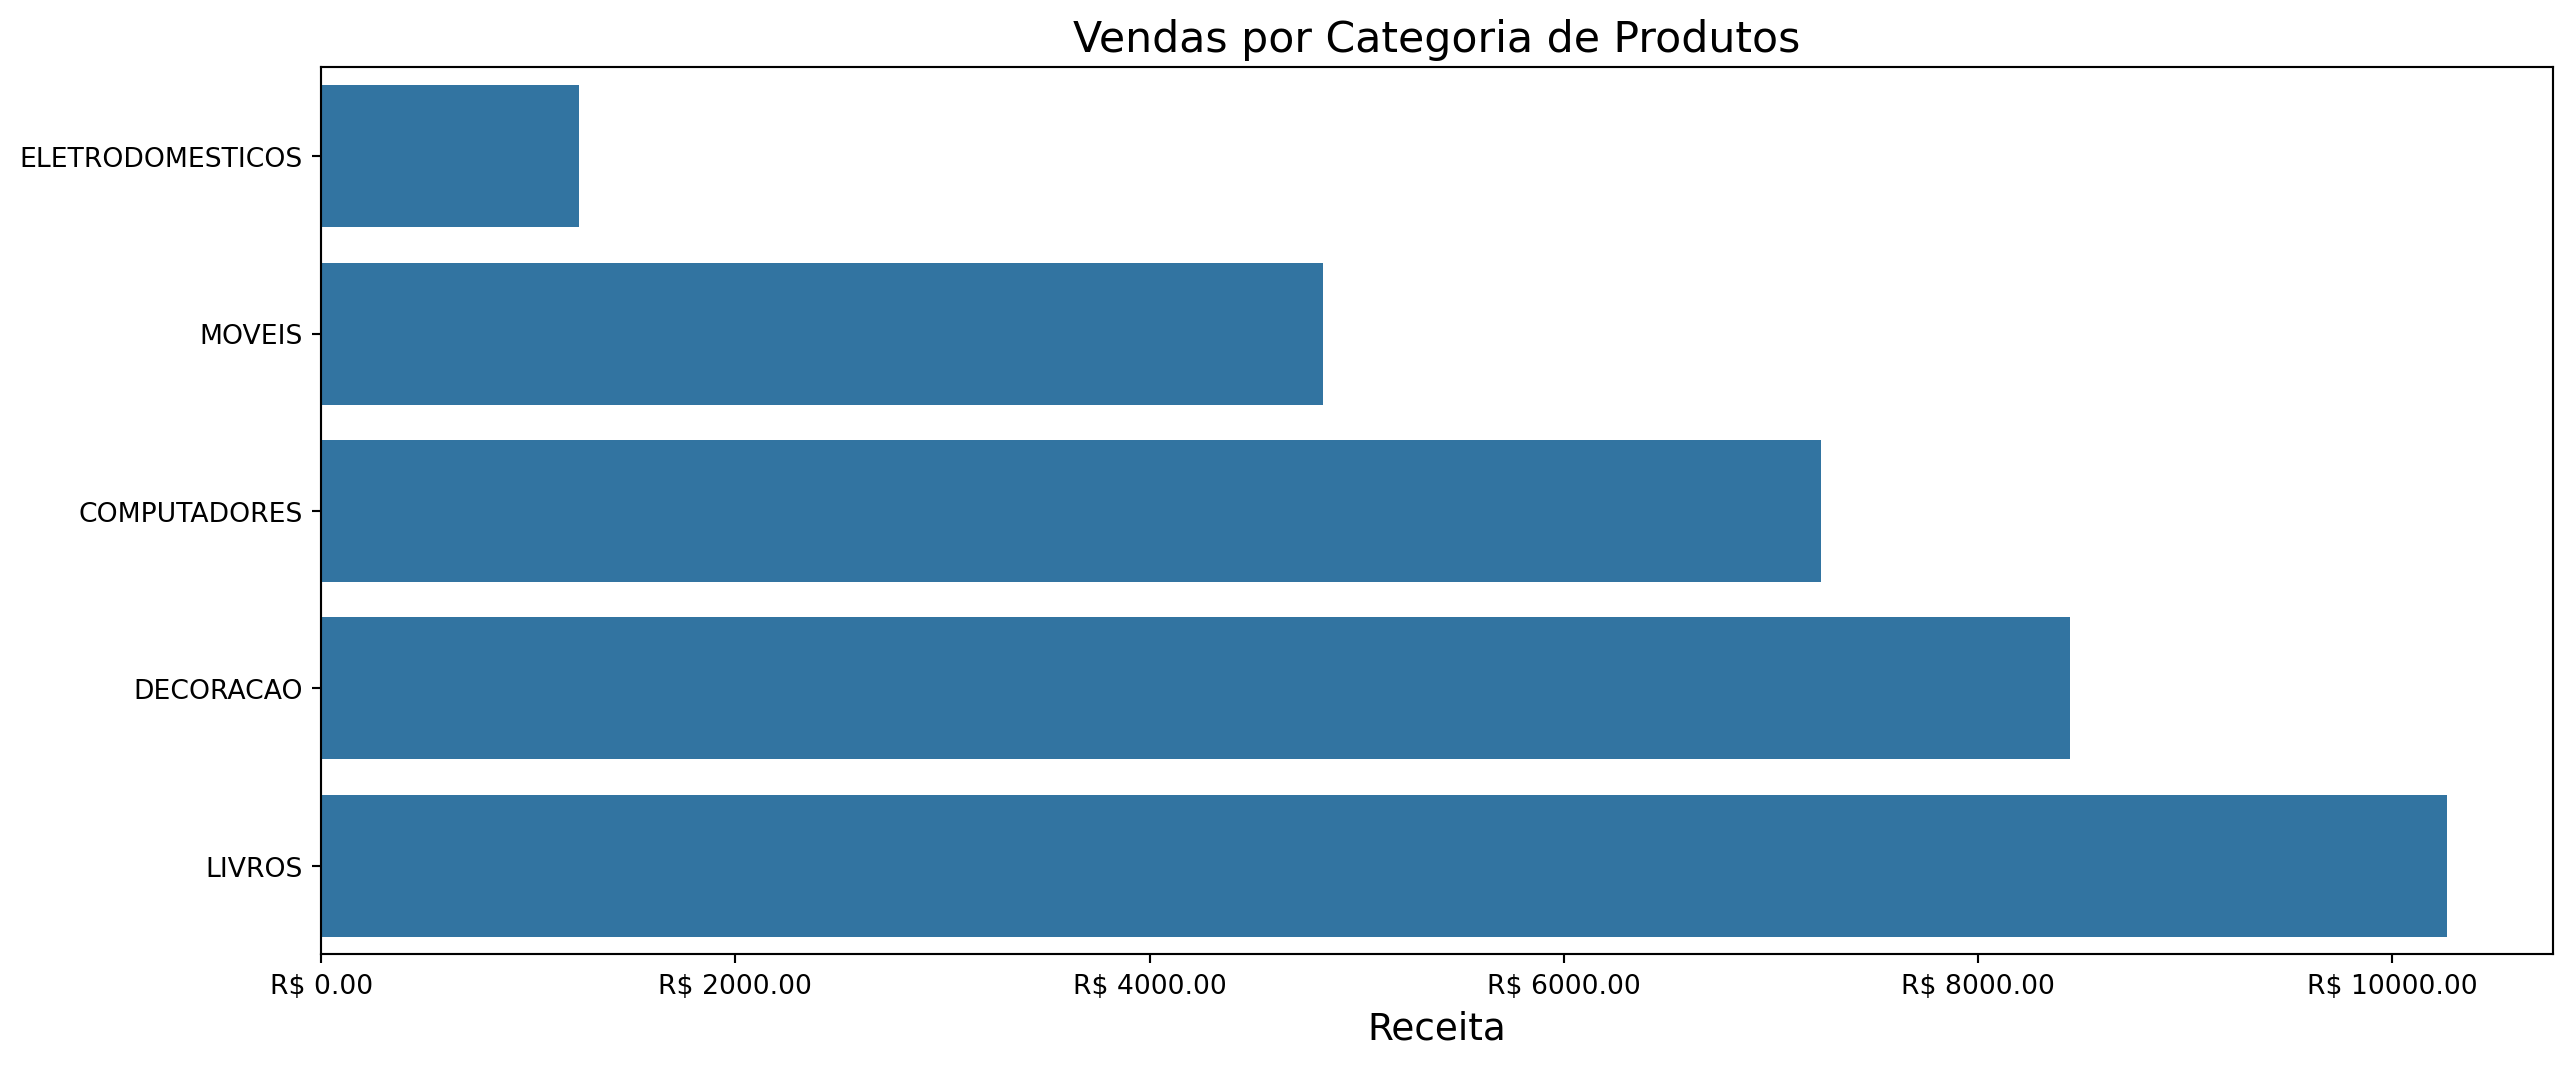 Vendas por Categoria de Produtos
ELETRODOMESTICOS
MOVEIS
COMPUTADORES
DECORACAO
LIVROS
R$ 0.00 R$ 2000.00 R$ 4000.00 R$ 6000.00 R$ 8000.00 R$ 10000.00
Receita